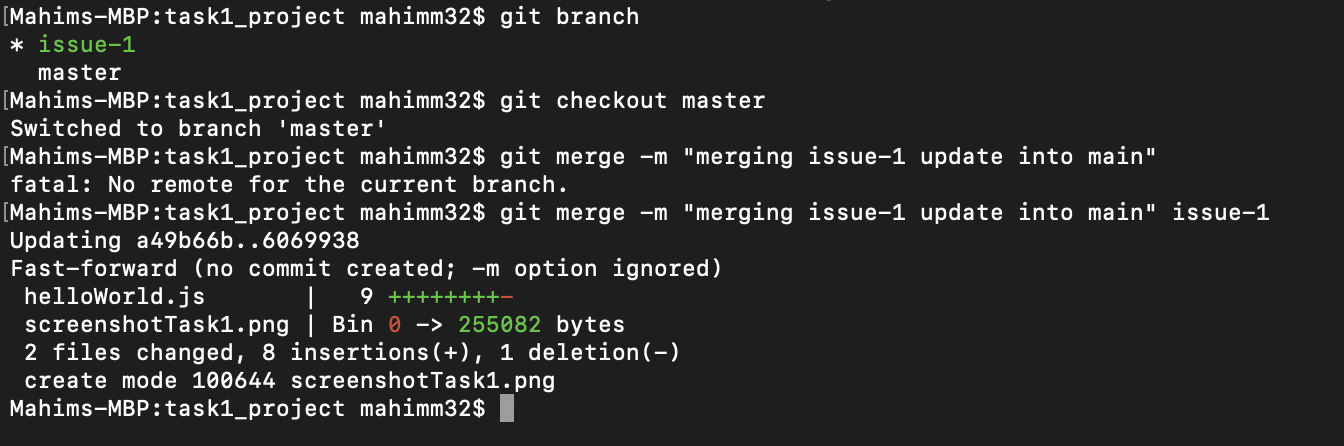 [Mahims-MBP:task1_project mahimm32$ git branch
* issue-1
  master
[Mahims-MBP:task1_project mahimm32$ git checkout master
Switched to branch 'master'
[Mahims-MBP:task1_project mahimm32$ git merge -m "merging issue-1 update into main"
fatal: No remote for the current branch.
[Mahims-MBP:task1_project mahimm32$ git merge -m "merging issue-1 update into main" issue-1
Updating a49b66b..6069938
Fast-forward (no commit created; -m option ignored)
 helloWorld.js       |   9 ++++++++-
 screenshotTask1.png | Bin 0 -> 255082 bytes
 2 files changed, 8 insertions(+), 1 deletion(-)
 create mode 100644 screenshotTask1.png
Mahims-MBP:task1_project mahimm32$